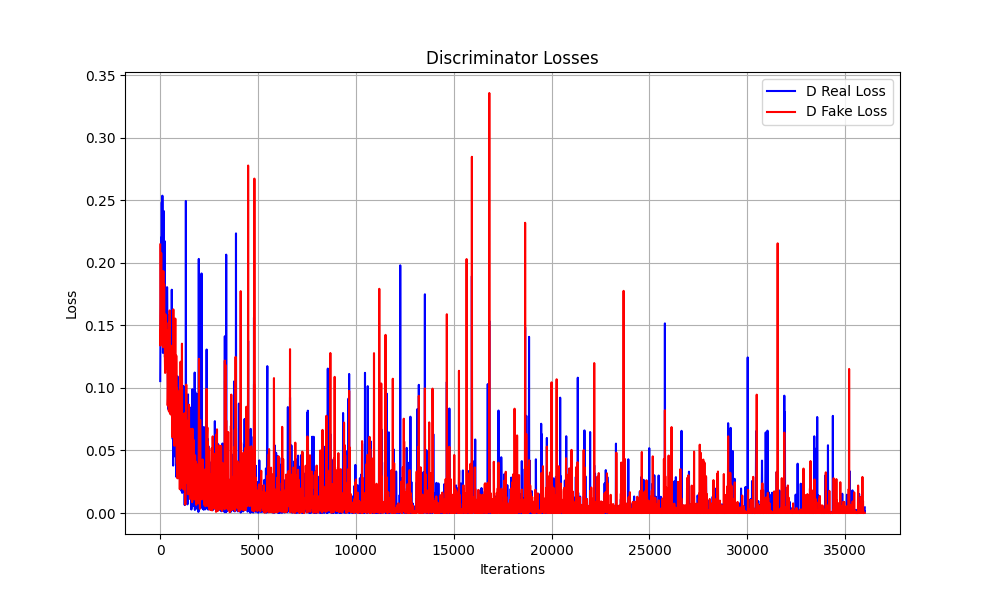 Discriminator Losses
D Real Loss
D Fake Loss
Loss
0.35
0.30
0.25
0.20
0.15
0.10
0.05
0.00
0 5000 10000 15000 20000 25000 30000 35000
Iterations